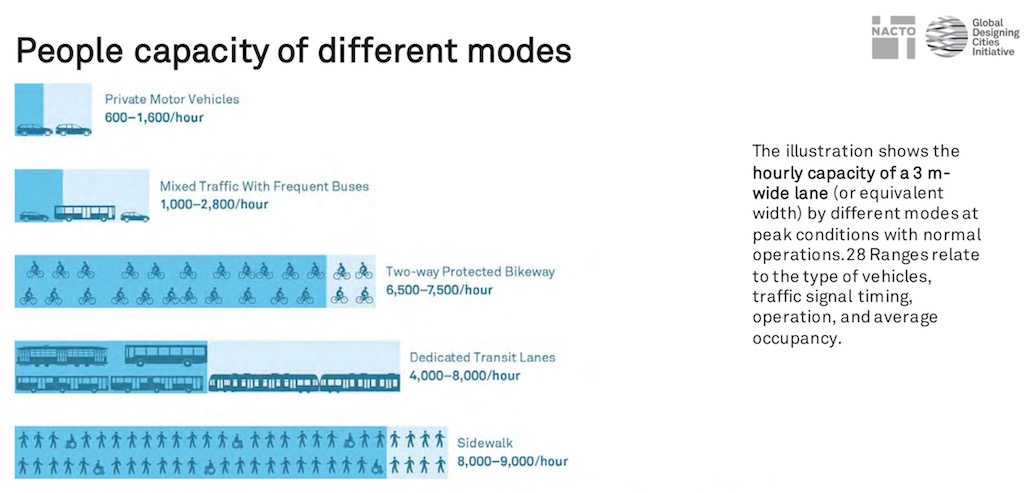 People capacity of different modes
NACTO
Global
Designing
Cities
Initiative
Private Motor Vehicles
600–1,600/hour
Mixed Traffic With Frequent Buses
1,000–2,800/hour
Two-way Protected Bikeway
6,500–7,500/hour
Dedicated Transit Lanes
4,000–8,000/hour
Sidewalk
8,000–9,000/hour
The illustration shows the
hourly capacity of a 3 m-
wide lane (or equivalent
width) by different modes at
peak conditions with normal
operations.28 Ranges relate
to the type of vehicles,
traffic signal timing,
operation, and average
occupancy.